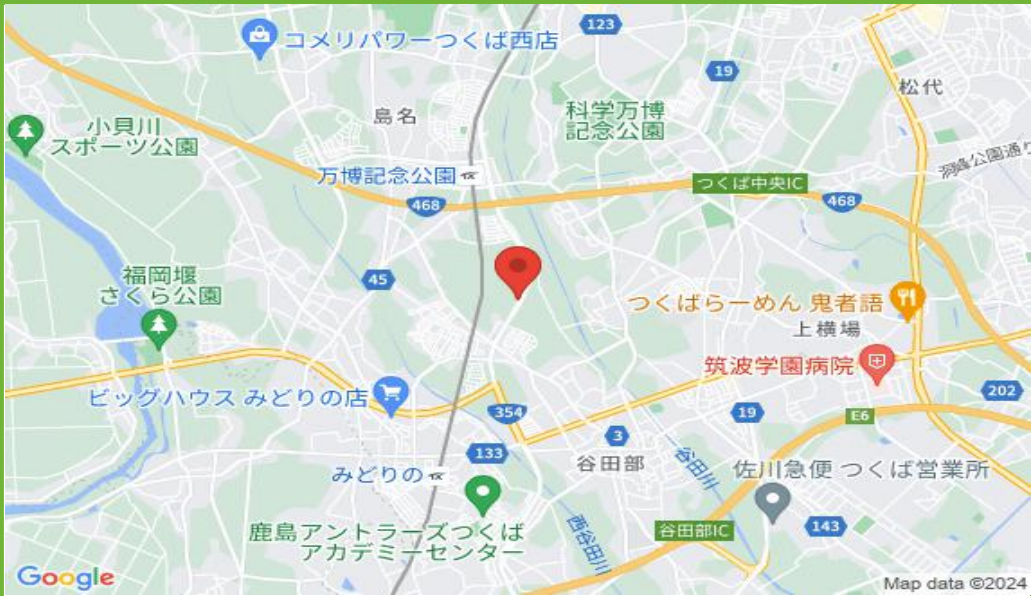 コメリパワーつくば西店
123
19
松代
島名
科学万博
記念公園
小貝川
スポーツ公園
洞峰公園通り
万博記念公園
つくば中央IC
468
468
福岡堰
さくら公園
45
つくばらーめん 鬼者語
上横場
筑波学園病院
ビッグハウス みどりの店
354
19
202
E6
3
133
谷田部
谷田川
佐川急便 つくば営業所
みどりの
鹿島アントラーズつくば
アカデミーセンター
西谷田川
谷田部IC
143
Google
Map data ©2024